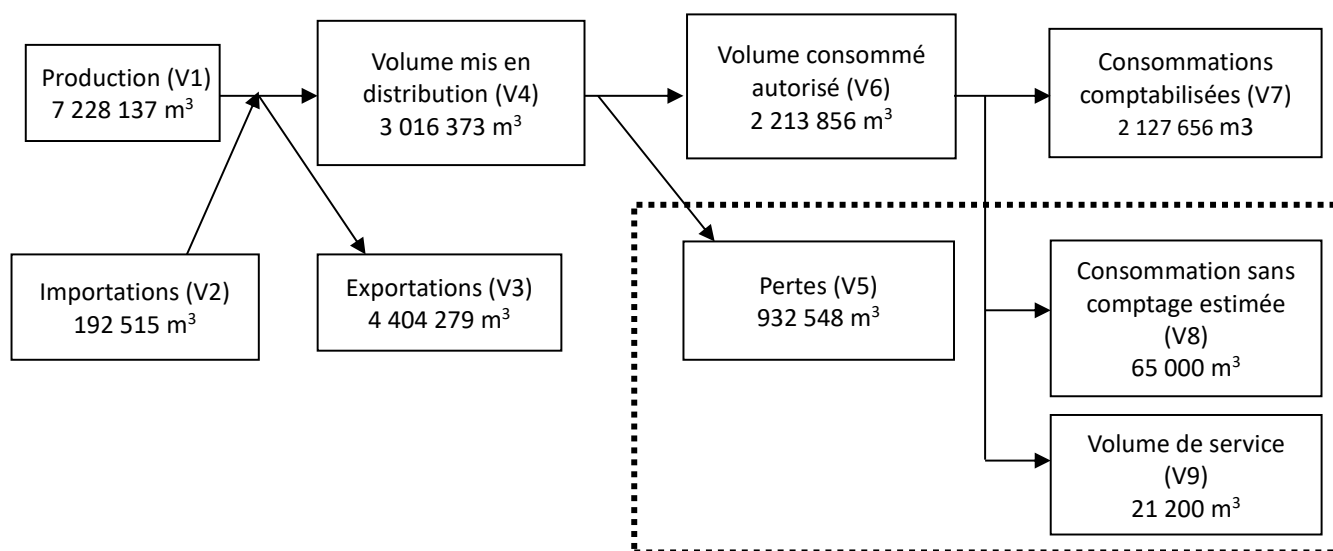 Production (V1)
7 228 137 m³
Volume mis en
distribution (V4)
3 016 373 m³
Volume consommé
autorisé (V6)
2 213 856 m³
Consommations
comptabilisées (V7)
2 127 656 m3
Importations (V2)
192 515 m³
Exportations (V3)
4 404 279 m³
Pertes (V5)
932 548 m³
Consommation sans
comptage estimée
(V8)
65 000 m³
Volume de service
(V9)
21 200 m³